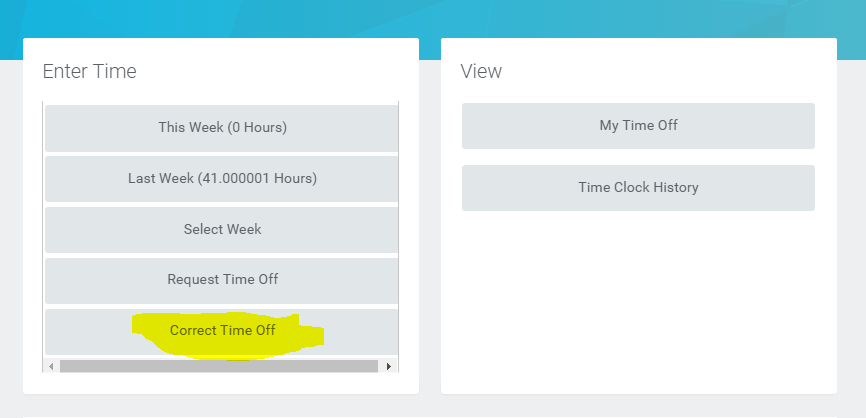 Enter Time
This Week (0 Hours)
Last Week (41.000001 Hours)
Select Week
Request Time Off
Correct Time Off
View
My Time Off
Time Clock History